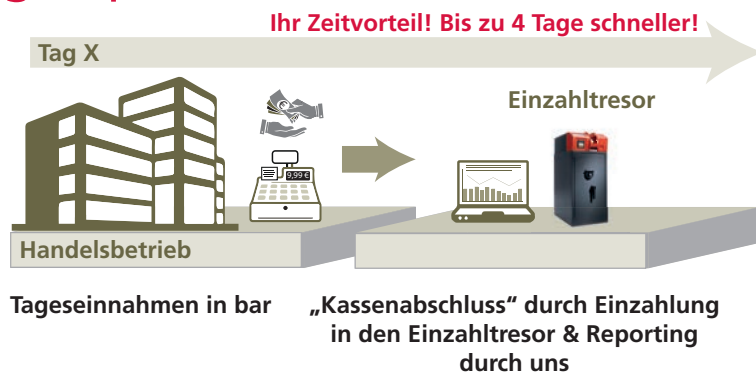 Ihr Zeitvorteil! Bis zu 4 Tage schneller!
Tag X
Einzahltresor
9,99 €
Handelsbetrieb
Tageseinnahmen in bar
„Kassenabschluss“ durch Einzahlung
in den Einzahltresor & Reporting
durch uns